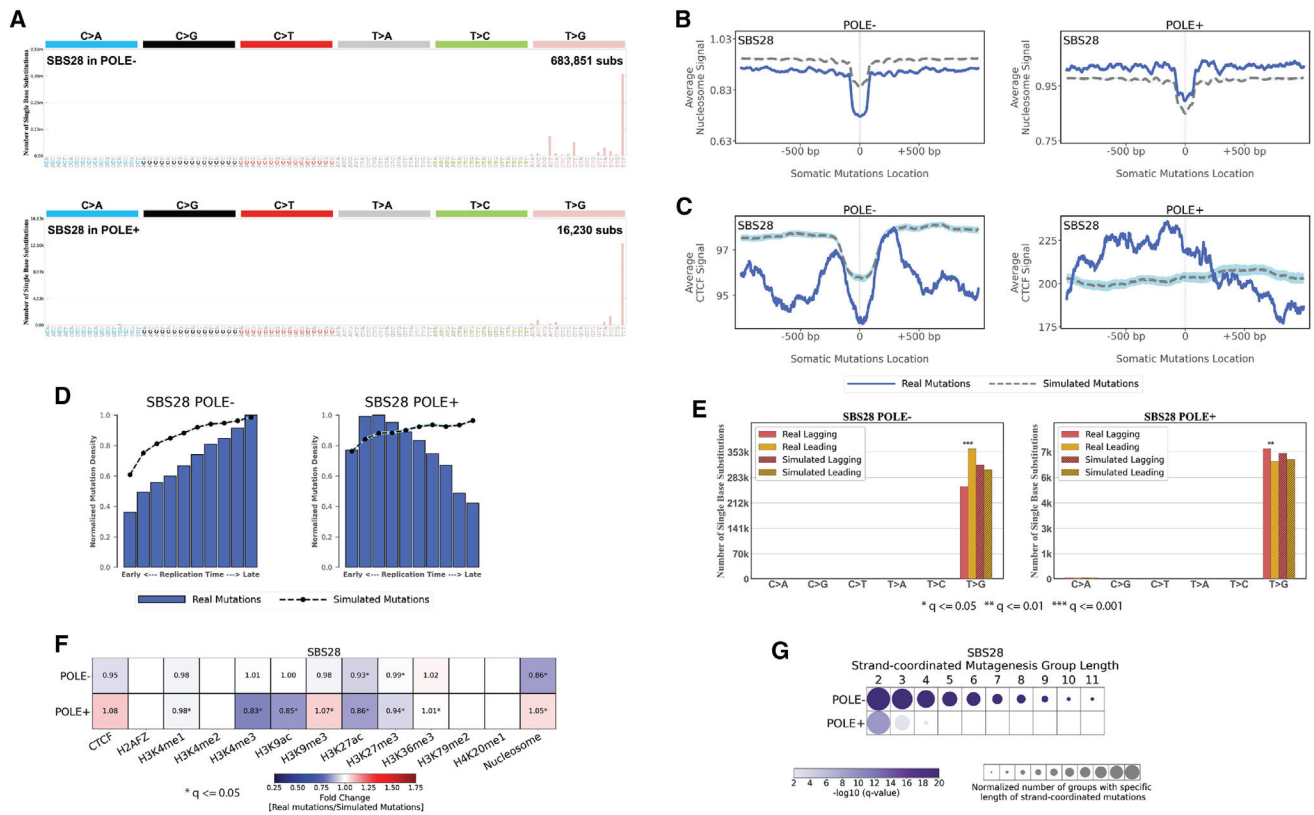 A
C>A C>G C>T T>A T>C T>G
SBS28 in POLE-
683,851 subs
Number of Single Base Substitutions
C>A C>G C>T T>A T>C T>G
SBS28 in POLE+
16,230 subs
Number of Single Base Substitutions
B
POLE-
SBS28
1.03
0.83
0.63
Average
Nucleosome Signal
-500 bp 0 +500 bp
Somatic Mutations Location
POLE+
SBS28
0.95
0.75
Average
Nucleosome Signal
-500 bp 0 +500 bp
Somatic Mutations Location
C
POLE-
SBS28
97
95
Average
CTCF Signal
-500 bp 0 +500 bp
Somatic Mutations Location
POLE+
SBS28
225
200
175
Average
CTCF Signal
-500 bp 0 +500 bp
Somatic Mutations Location
Real Mutations Simulated Mutations
D
SBS28 POLE-
1.0
0.8
0.6
0.4
0.2
0.0
Normalized Mutation Density
Early <--- Replication Time ---> Late
SBS28 POLE+
1.0
0.8
0.6
0.4
0.2
0.0
Normalized Mutation Density
Early <--- Replication Time ---> Late
Real Mutations Simulated Mutations
E
SBS28 POLE-
Real Lagging
Real Leading
Simulated Lagging
Simulated Leading
***
353k
283k
212k
141k
70k
0
Number of Single Base Substitutions
C>A C>G C>T T>A T>C T>G
SBS28 POLE+
Real Lagging
Real Leading
Simulated Lagging
Simulated Leading
**
7k
6k
4k
3k
1k
0
Number of Single Base Substitutions
C>A C>G C>T T>A T>C T>G
* q <= 0.05 ** q <= 0.01 *** q <= 0.001
F
SBS28
POLE- 0.95 0.98 1.01 1.00 0.98 0.93* 0.99* 1.02 0.86*
POLE+ 1.08 0.98* 0.83* 0.85* 1.07* 0.86* 0.94* 1.01* 1.05*
CTCF H2AFZ H3K4me1 H3K4me2 H3K4me3 H3K9ac H3K9me3 H3K27ac H3K27me3 H3K36me3 H3K79me2 H4K20me1 Nucleosome
* q <= 0.05
0.25 0.50 0.75 1.00 1.25 1.50 1.75
Fold Change
[Real mutations/Simulated Mutations]
G
SBS28
Strand-coordinated Mutagenesis Group Length
2 3 4 5 6 7 8 9 10 11
POLE-
POLE+
2 4 6 8 10 12 14 16 18 20
-log10 (q-value)
Normalized number of groups with specific
length of strand-coordinated mutations